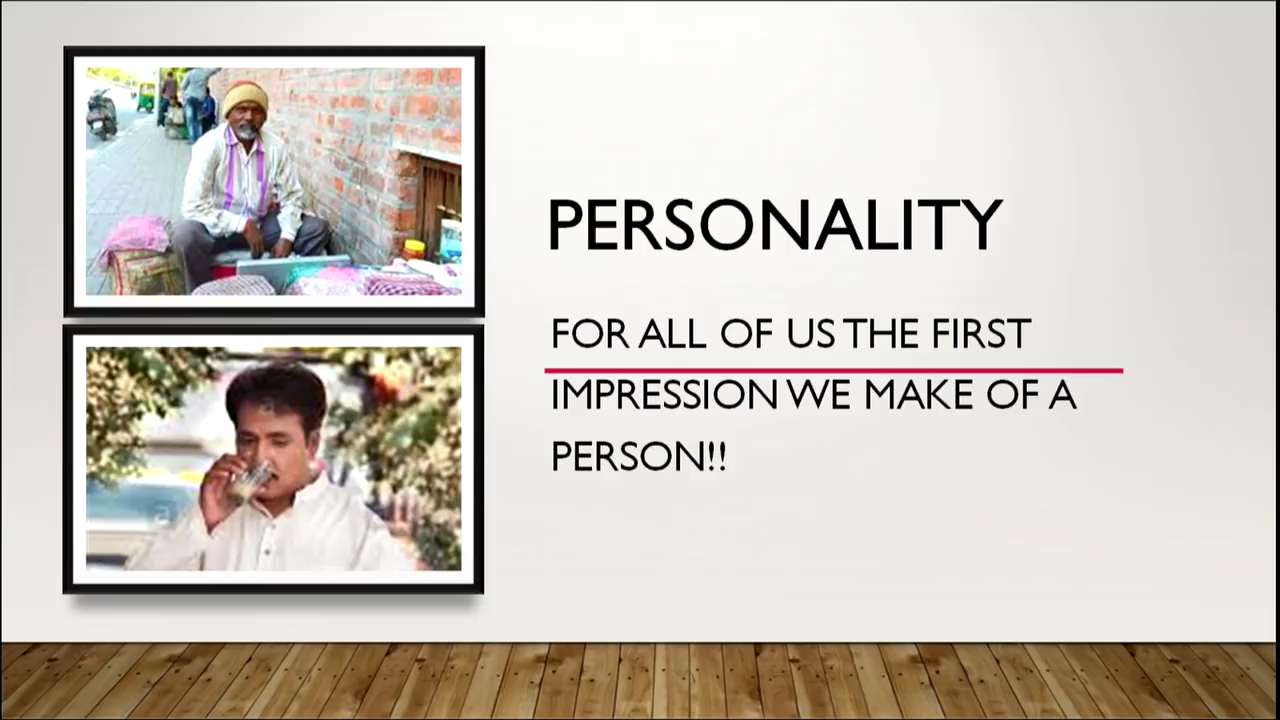 PERSONALITY
FOR ALL OF US THE FIRST
IMPRESSION WE MAKE OF A
PERSON!!
a
a